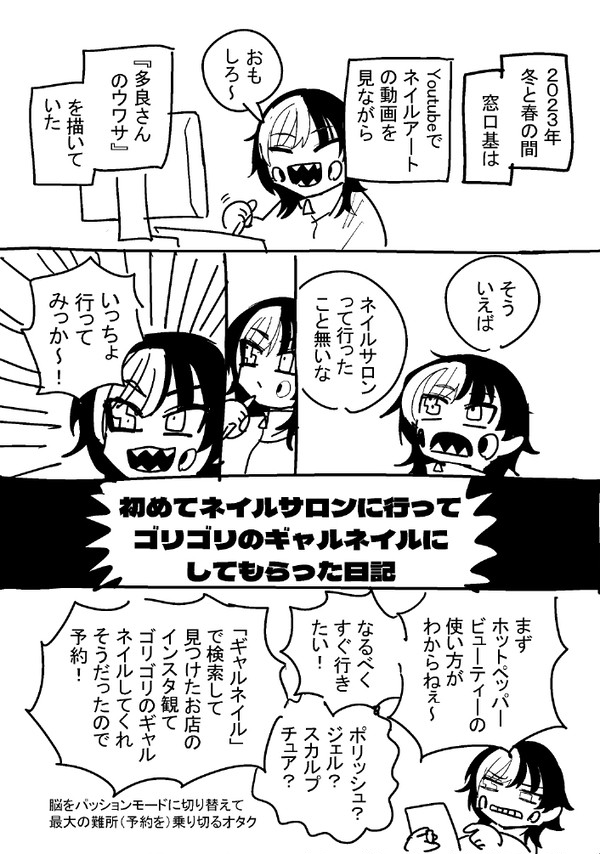 2023年
冬と春の間
窓口基は
Youtubeで
ネイルアート
の動画を
見ながら
おも
しろ～
『多良さん
のウワサ』
を描いて
いた
そう
いえば
ネイルサロン
って行った
こと無いな
いっちょ
行って
みっか～！
初めてネイルサロンに行って
ゴリゴリのギャルネイルに
してもらった日記
まず
ホットペッパー
ビューティーの
使い方が
わからねぇ～
なるべく
すぐ行き
たい！
ポリッシュ？
ジェル？
スカルプ
チュア？
「ギャルネイル」
で検索して
見つけたお店の
インスタ観て
ゴリゴリのギャル
ネイルしてくれ
そうだったので
予約！
脳をパッションモードに切り替えて
最大の難所（予約を）乗り切るオタク